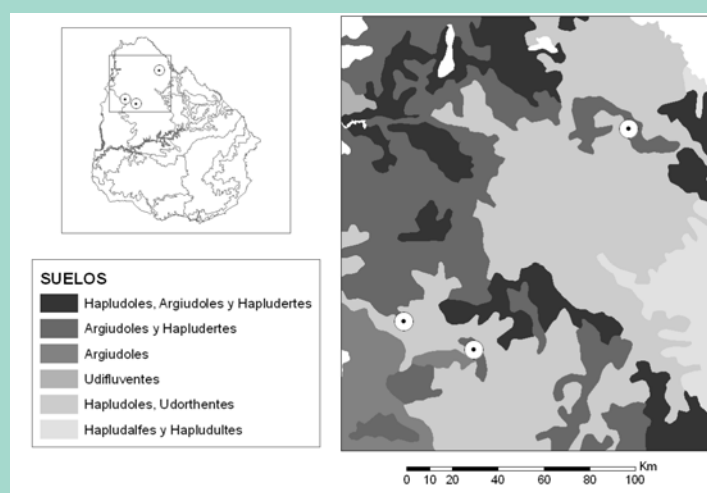 SUELOS
Hapludoles, Argiudoles y Hapludertes
Argiudoles y Hapludertes
Argiudoles
Udifluventes
Hapludoles, Udorthentes
Hapludalfes y Hapludultes
Km
0 10 20 40 60 80 100